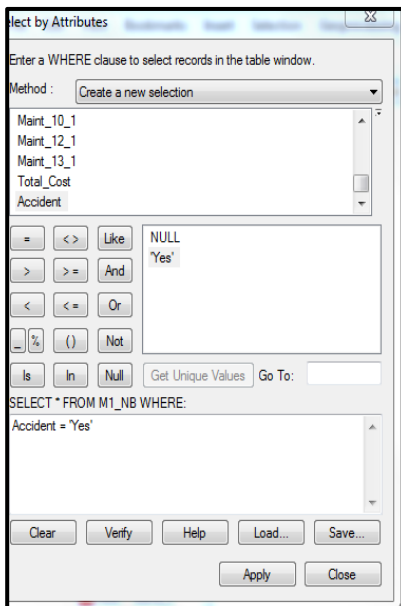 elect by Attributes
Enter a WHERE clause to select records in the table window.
Method :
Create a new selection
Maint_10_1
Maint_12_1
Maint_13_1
Total_Cost
Accident
= < > Like
NULL
'Yes'
> > = And
< < = Or
_ % ( ) Not
Is In Null Get Unique Values Go To:
SELECT * FROM M1_NB WHERE:
Accident = 'Yes'
Clear Verify Help Load... Save...
Apply Close